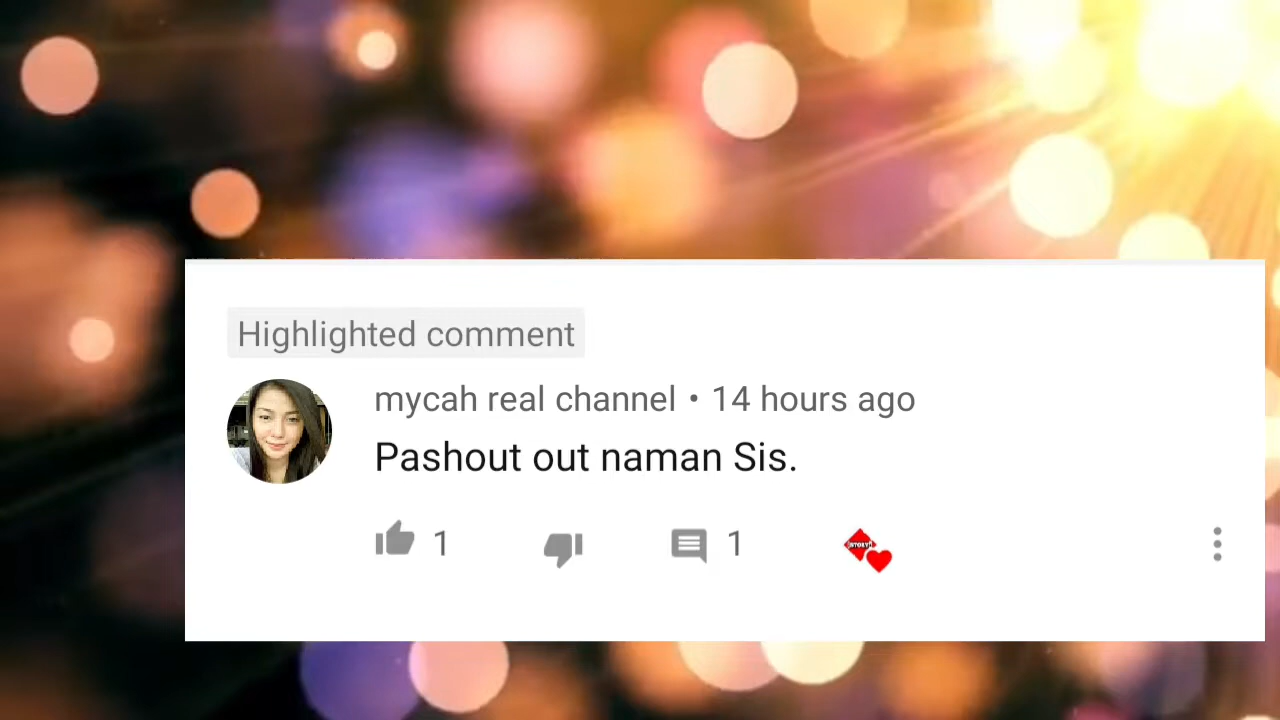 Highlighted comment
mycah real channel • 14 hours ago
Pashout out naman Sis.
1
1